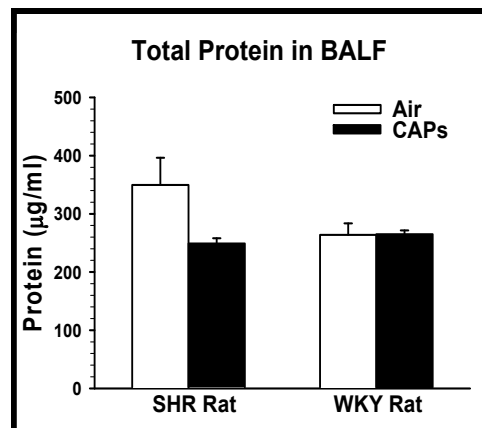 Total Protein in BALF
Air
CAPs
Protein (μg/ml)
500
400
300
200
100
0
SHR Rat
WKY Rat